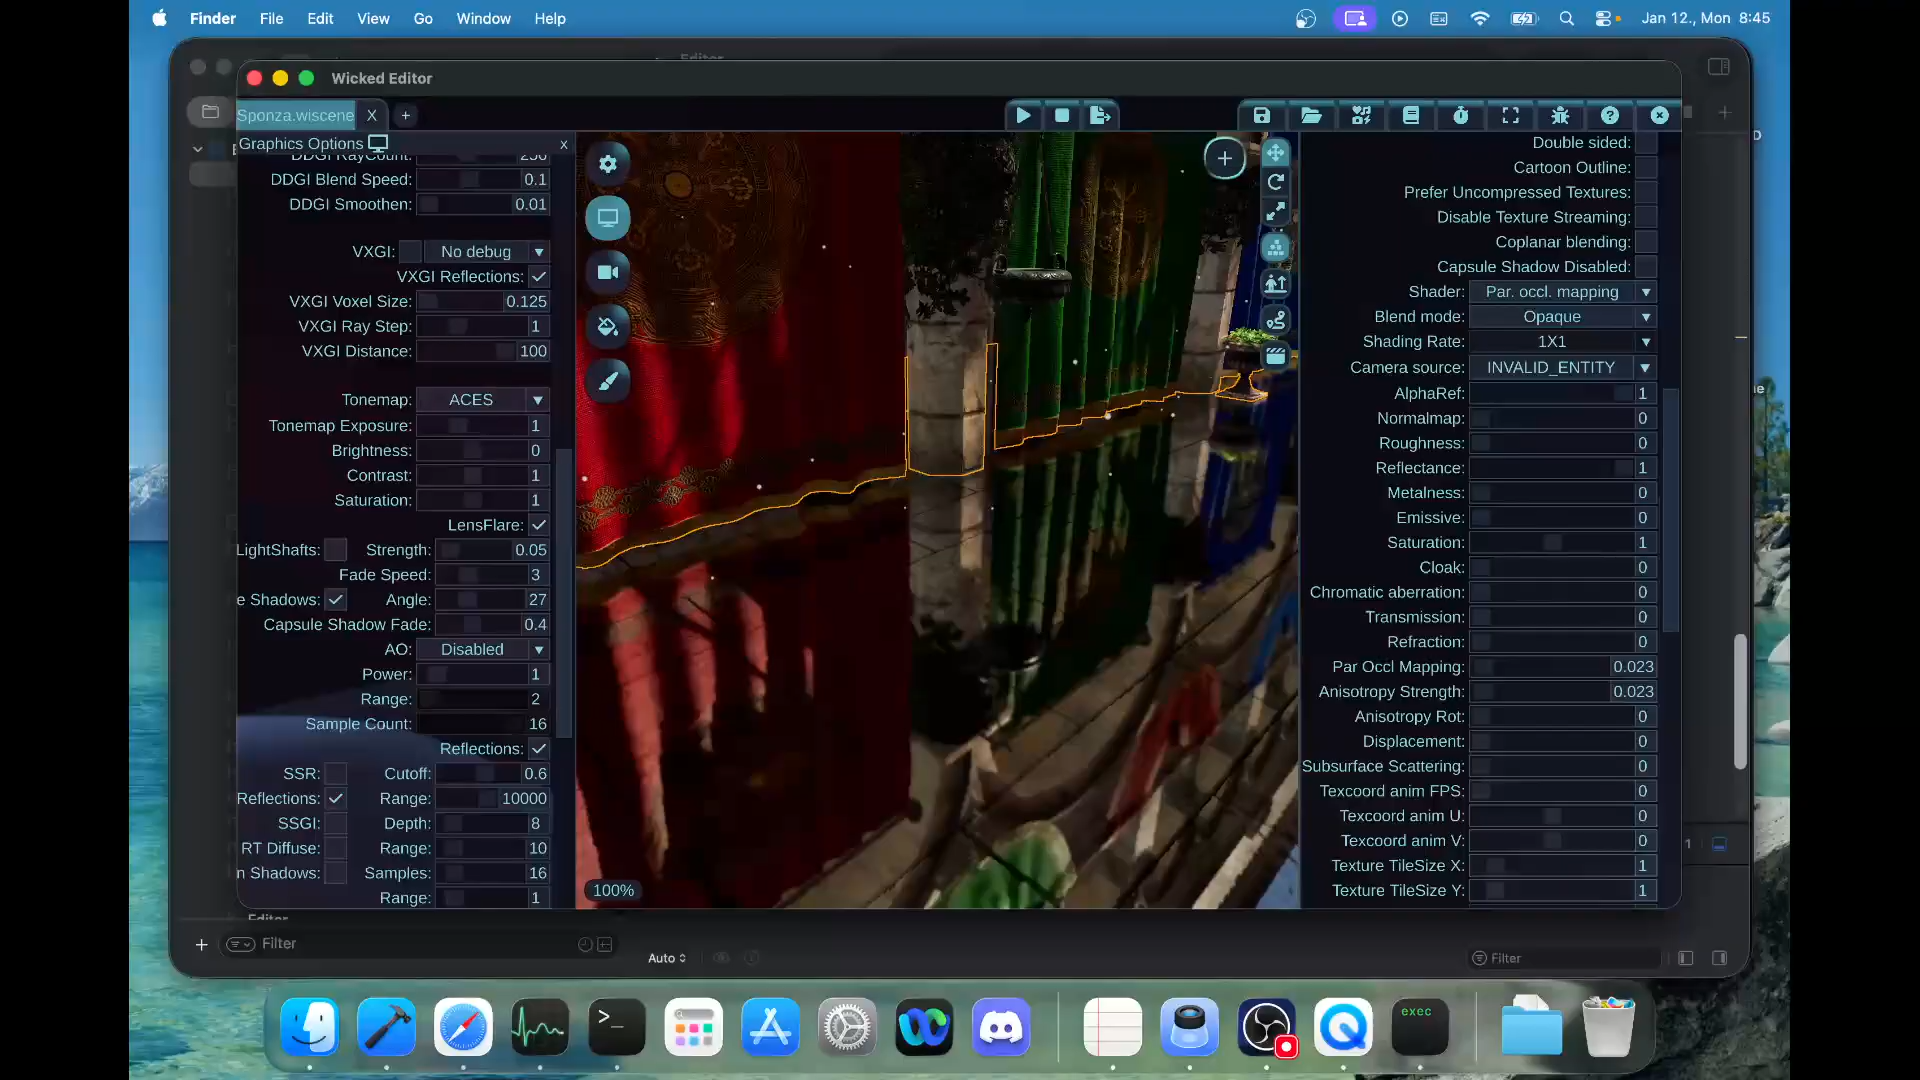 Finder File Edit View Go Window Help
Jan 12., Mon 8:45
Editor
Wicked Editor
Sponza.wiscene X +
Graphics Options x
DDGI RayCount: 256
DDGI Blend Speed: 0.1
DDGI Smoothen: 0.01
VXGI: No debug
VXGI Reflections:
VXGI Voxel Size: 0.125
VXGI Ray Step: 1
VXGI Distance: 100
Tonemap: ACES
Tonemap Exposure: 1
Brightness: 0
Contrast: 1
Saturation: 1
LensFlare:
LightShafts: Strength: 0.05
Fade Speed: 3
e Shadows: Angle: 27
Capsule Shadow Fade: 0.4
AO: Disabled
Power: 1
Range: 2
Sample Count: 16
Reflections:
SSR: Cutoff: 0.6
Reflections: Range: 10000
SSGI: Depth: 8
RT Diffuse: Range: 10
n Shadows: Samples: 16
Range: 1
100%
Double sided:
Cartoon Outline:
Prefer Uncompressed Textures:
Disable Texture Streaming:
Coplanar blending:
Capsule Shadow Disabled:
Shader: Par. occl. mapping
Blend mode: Opaque
Shading Rate: 1X1
Camera source: INVALID_ENTITY
AlphaRef: 1
Normalmap: 0
Roughness: 0
Reflectance: 1
Metalness: 0
Emissive: 0
Saturation: 1
Cloak: 0
Chromatic aberration: 0
Transmission: 0
Refraction: 0
Par Occl Mapping: 0.023
Anisotropy Strength: 0.023
Anisotropy Rot: 0
Displacement: 0
Subsurface Scattering: 0
Texcoord anim FPS: 0
Texcoord anim U: 0
Texcoord anim V: 0
Texture TileSize X: 1
Texture TileSize Y: 1
Editor
+ Filter
Auto
Filter
exec